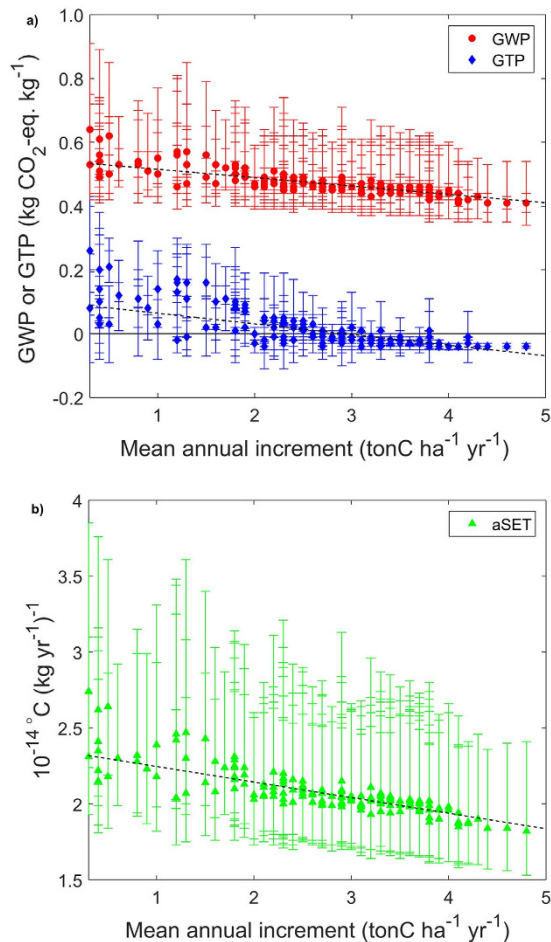 a)
GWP
GTP
GWP or GTP (kg CO2-eq. kg-1)
1.0
0.8
0.6
0.4
0.2
0
-0.2
1 2 3 4 5
Mean annual increment (tonC ha-1 yr-1)
b)
aSET
10-14 °C (kg yr-1)-1
4
3.5
3
2.5
2
1.5
1 2 3 4 5
Mean annual increment (tonC ha-1 yr-1)